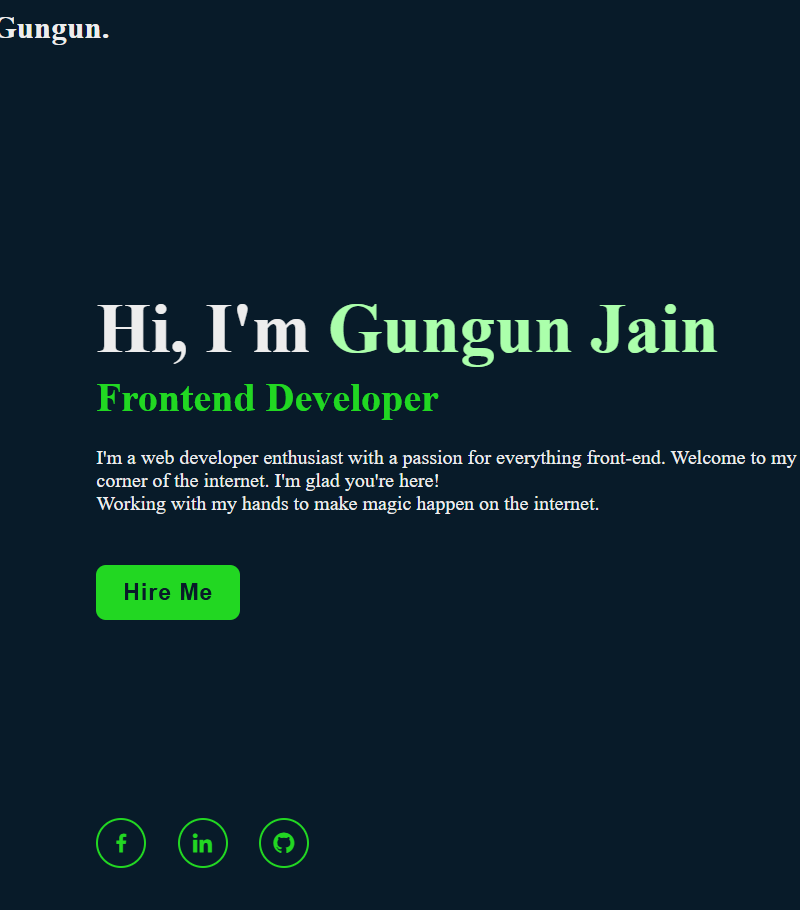 Gungun.
Hi, I'm Gungun Jain
Frontend Developer
I'm a web developer enthusiast with a passion for everything front-end. Welcome to my
corner of the internet. I'm glad you're here!
Working with my hands to make magic happen on the internet.
Hire Me